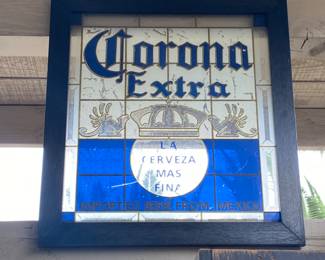 Corona
Extra
LA
CERVEZA
MAS
FINA
IMPORTED BEER FROM MEXICO